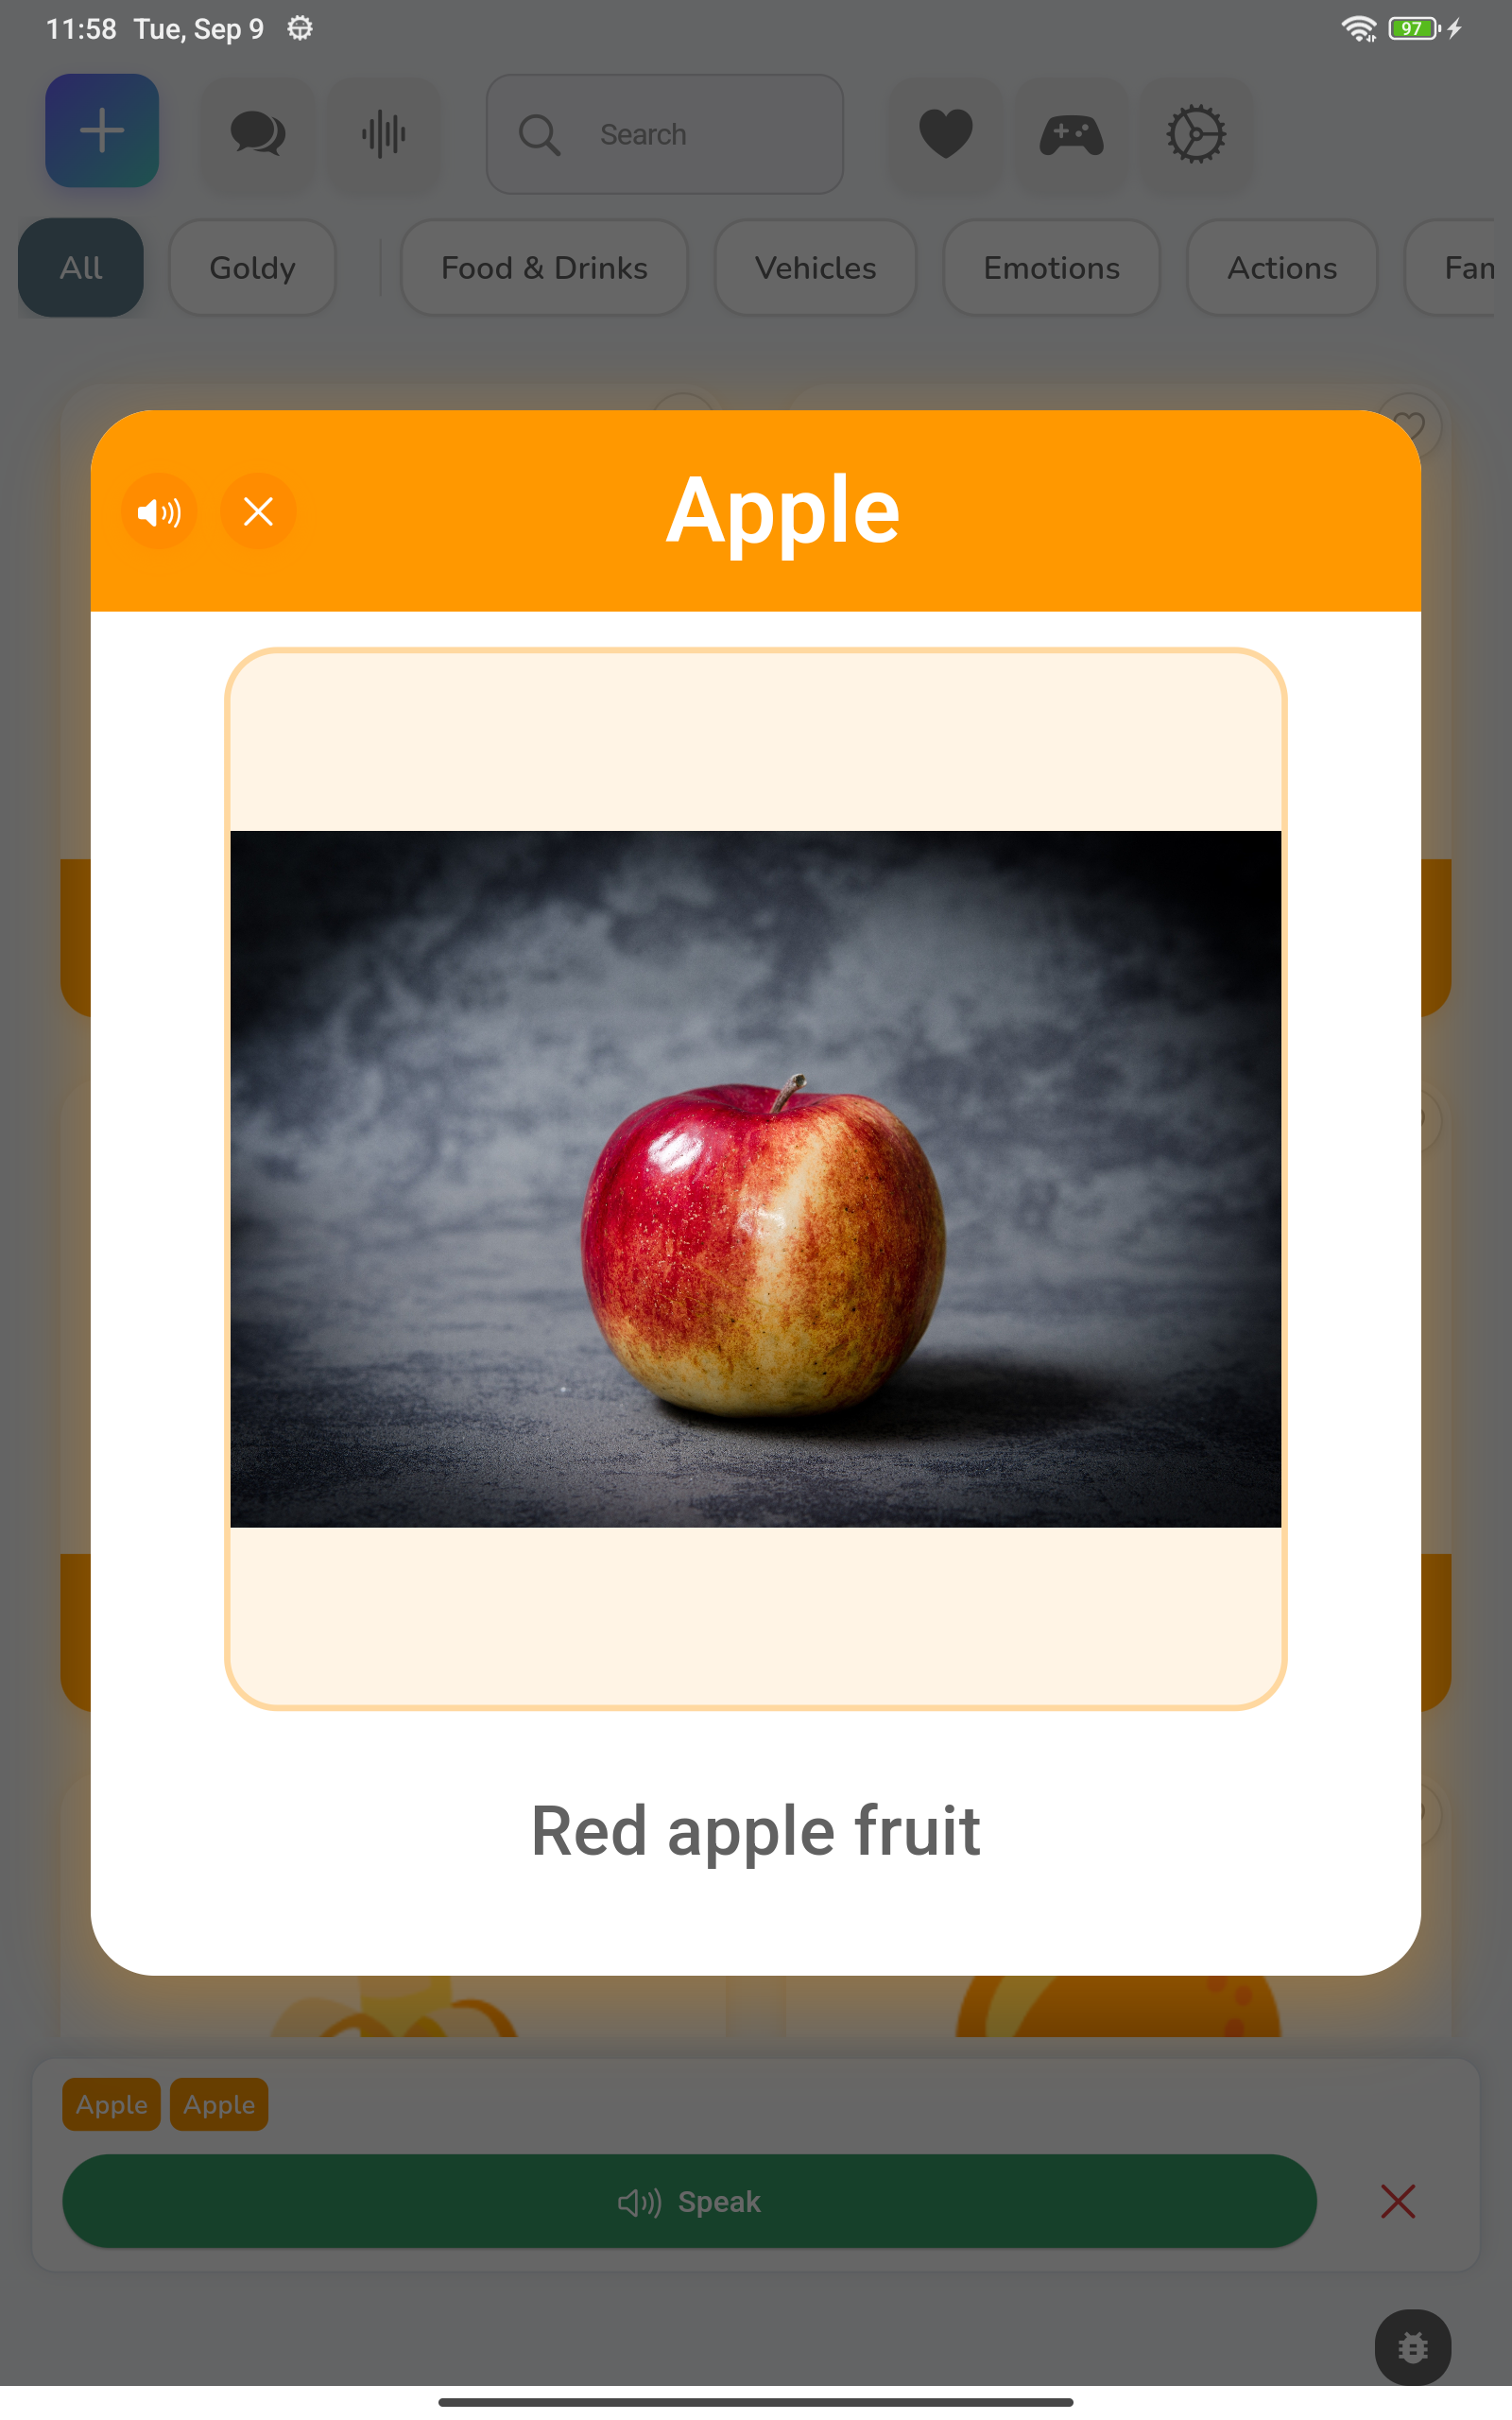 11:58 Tue, Sep 9
97
Search
All
Goldy
Food & Drinks
Vehicles
Emotions
Actions
Fam
Apple
Red apple fruit
Apple
Apple
Speak